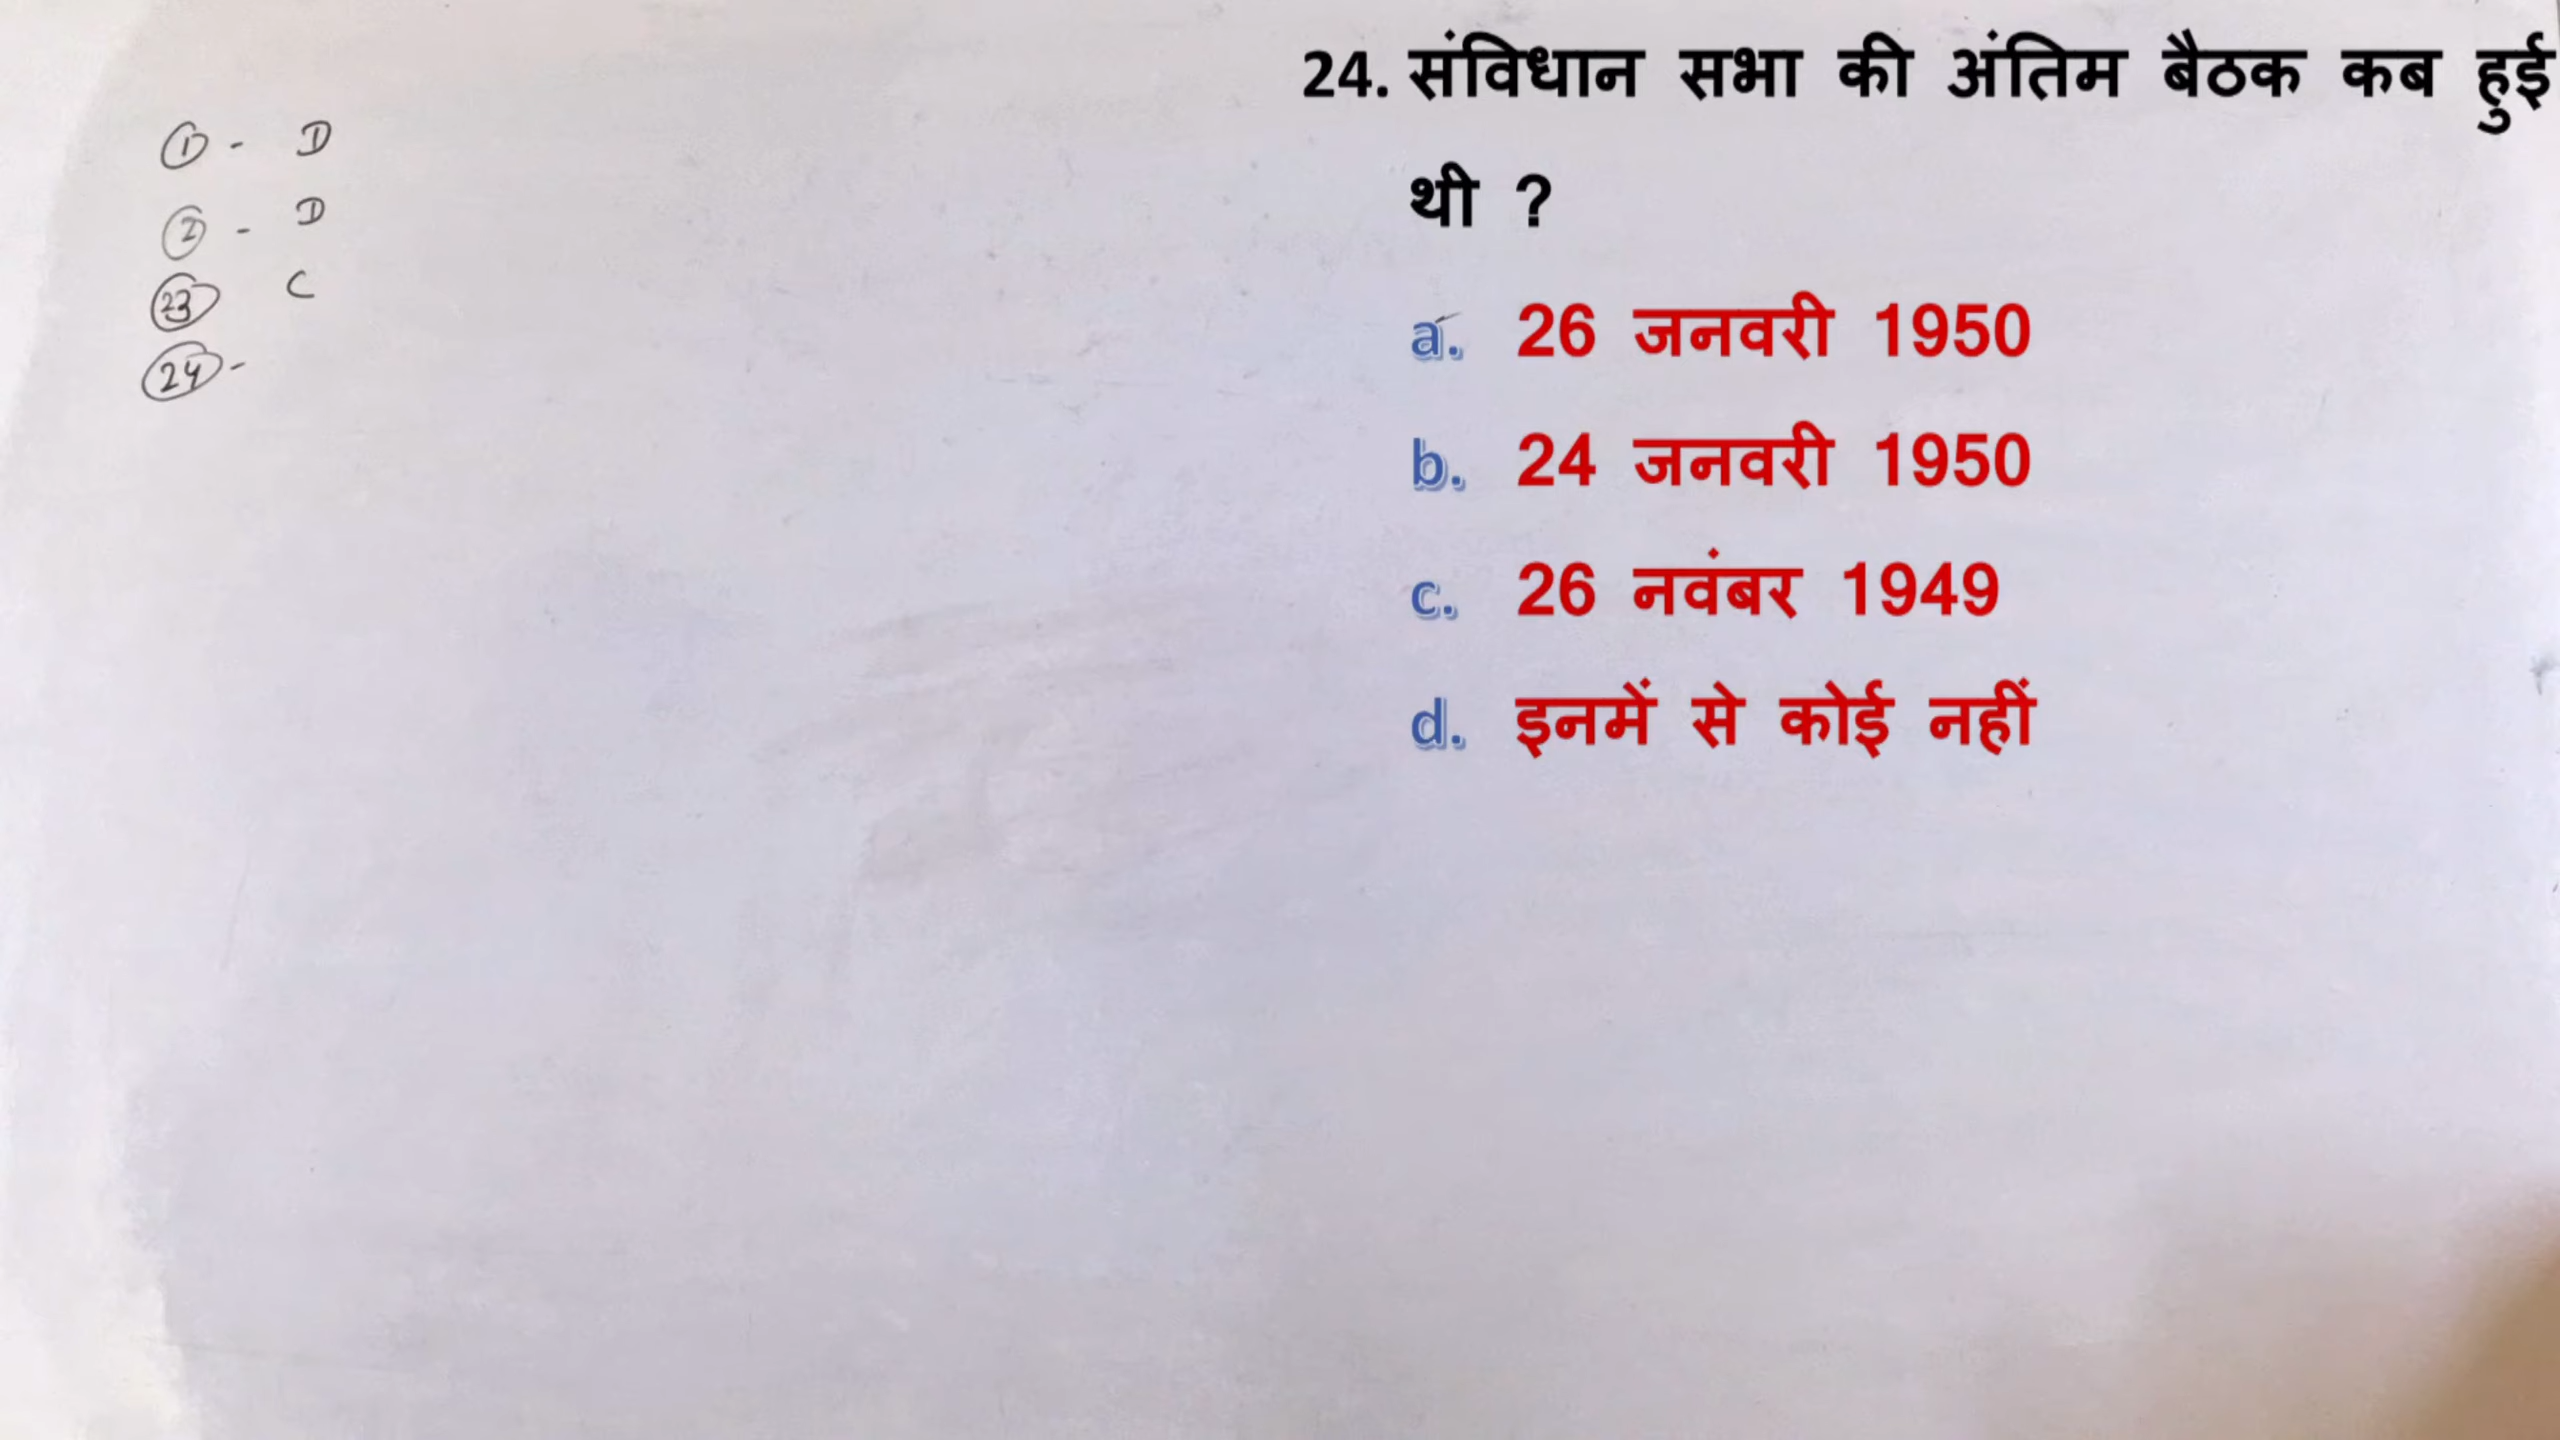 ① - D
② - D
㉓ C
㉔ -
24. संविधान सभा की अंतिम बैठक कब हुई
थी ?
a. 26 जनवरी 1950
b. 24 जनवरी 1950
c. 26 नवंबर 1949
d. इनमें से कोई नहीं